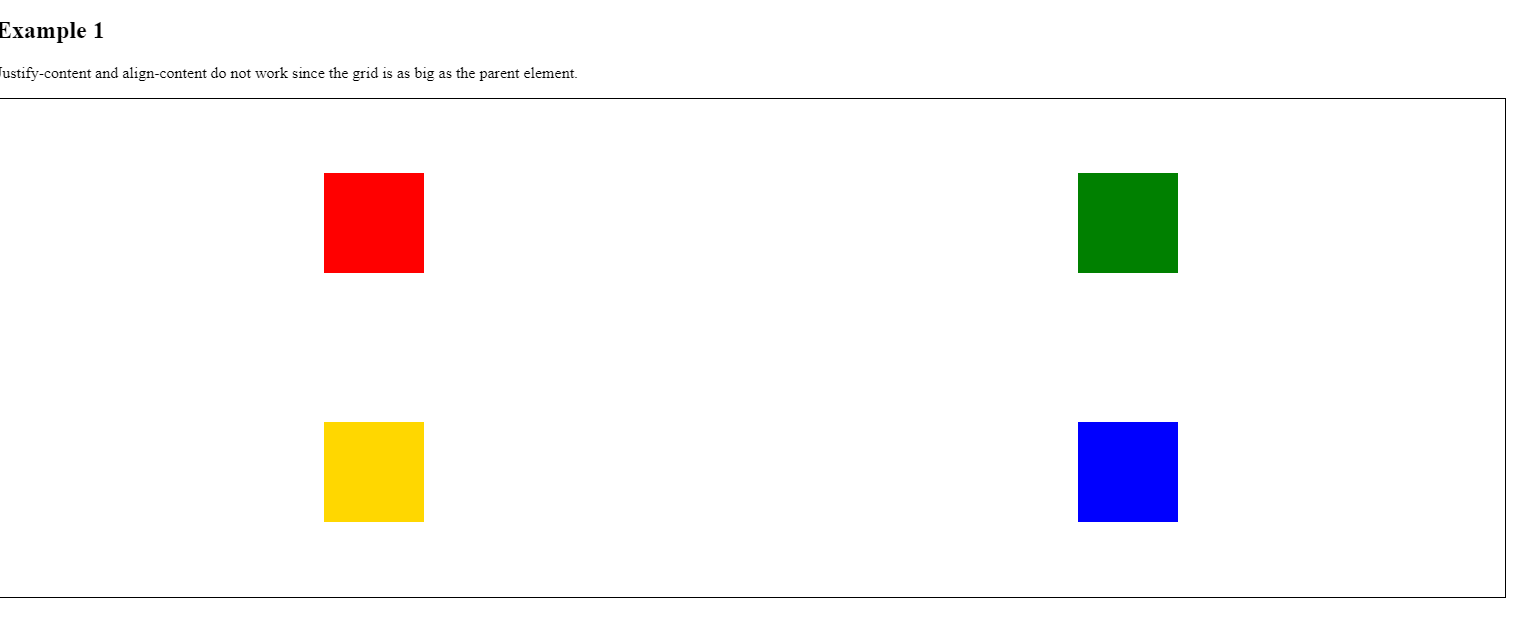 Example 1
Justify-content and align-content do not work since the grid is as big as the parent element.